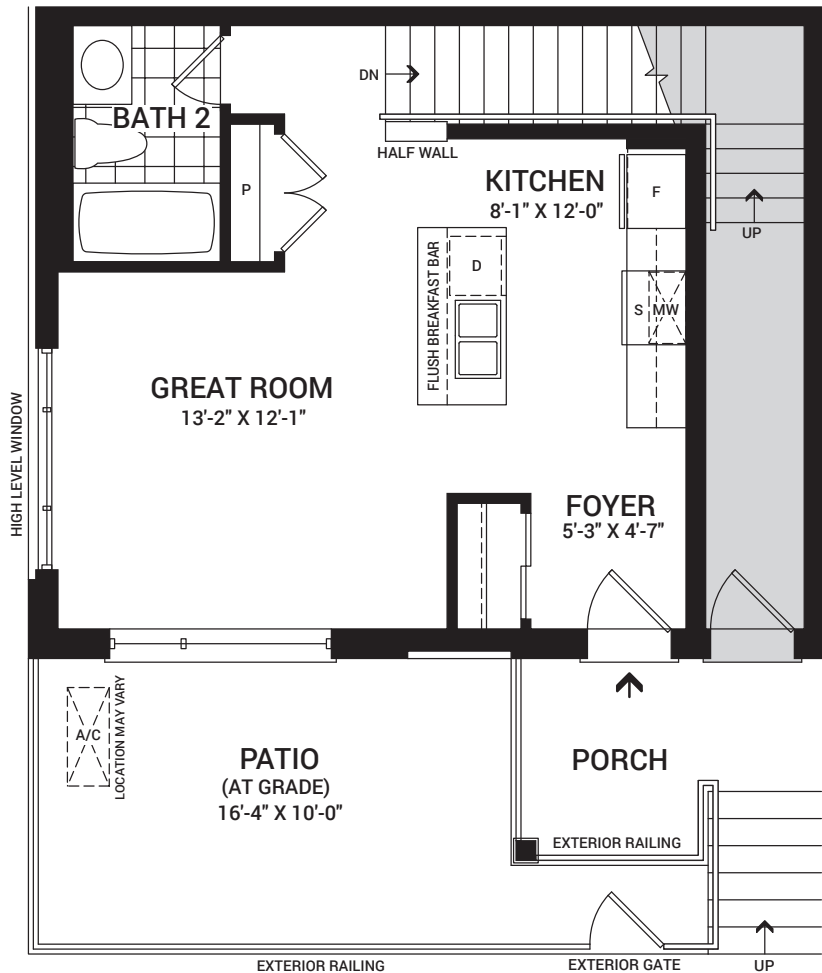 DN
BATH 2
HALF WALL
P
KITCHEN
8'-1" X 12'-0"
F
UP
D
FLUSH BREAKFAST BAR
S
MW
GREAT ROOM
13'-2" X 12'-1"
HIGH LEVEL WINDOW
FOYER
5'-3" X 4'-7"
A/C
LOCATION MAY VARY
PATIO
(AT GRADE)
16'-4" X 10'-0"
PORCH
EXTERIOR RAILING
EXTERIOR RAILING
EXTERIOR GATE
UP